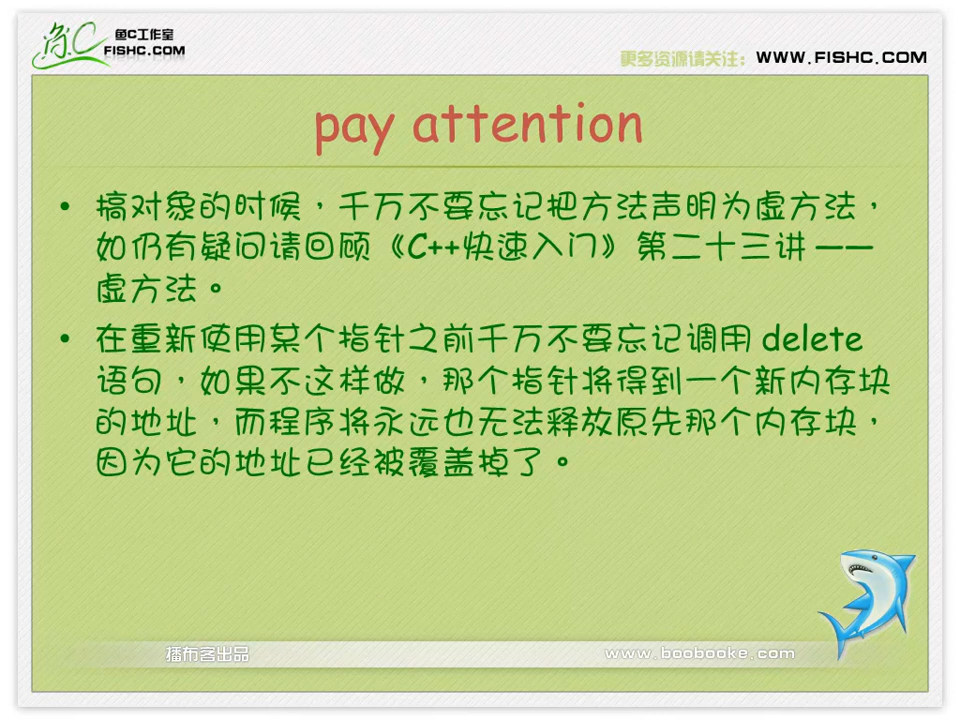 鱼C
鱼C工作室
FISHC.COM
更多资源请关注: WWW.FISHC.COM
pay attention
• 搞对象的时候，千万不要忘记把方法声明为虚方法，
如仍有疑问请回顾《C++快速入门》第二十三讲 ——
虚方法。
• 在重新使用某个指针之前千万不要忘记调用 delete
语句，如果不这样做，那个指针将得到一个新内存块
的地址，而程序将永远也无法释放原先那个内存块，
因为它的地址已经被覆盖掉了。
播布客出品
www.boobooke.com